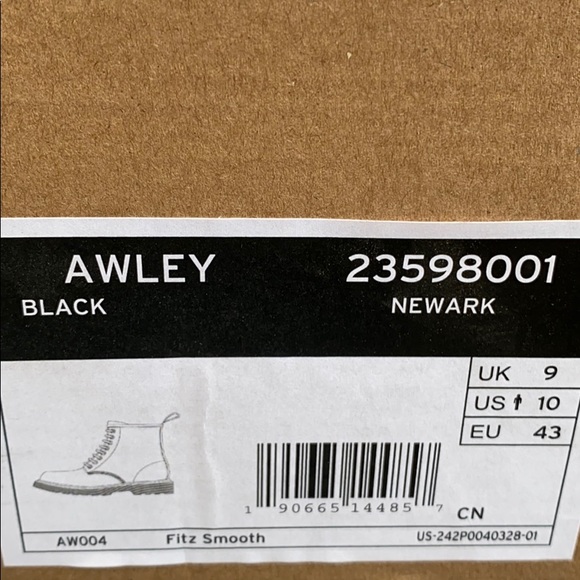 AWLEY 23598001
BLACK NEWARK
UK 9
US 10
EU 43
1 90665 14485 7 CN
AW004 Fitz Smooth US-242P0040328-01